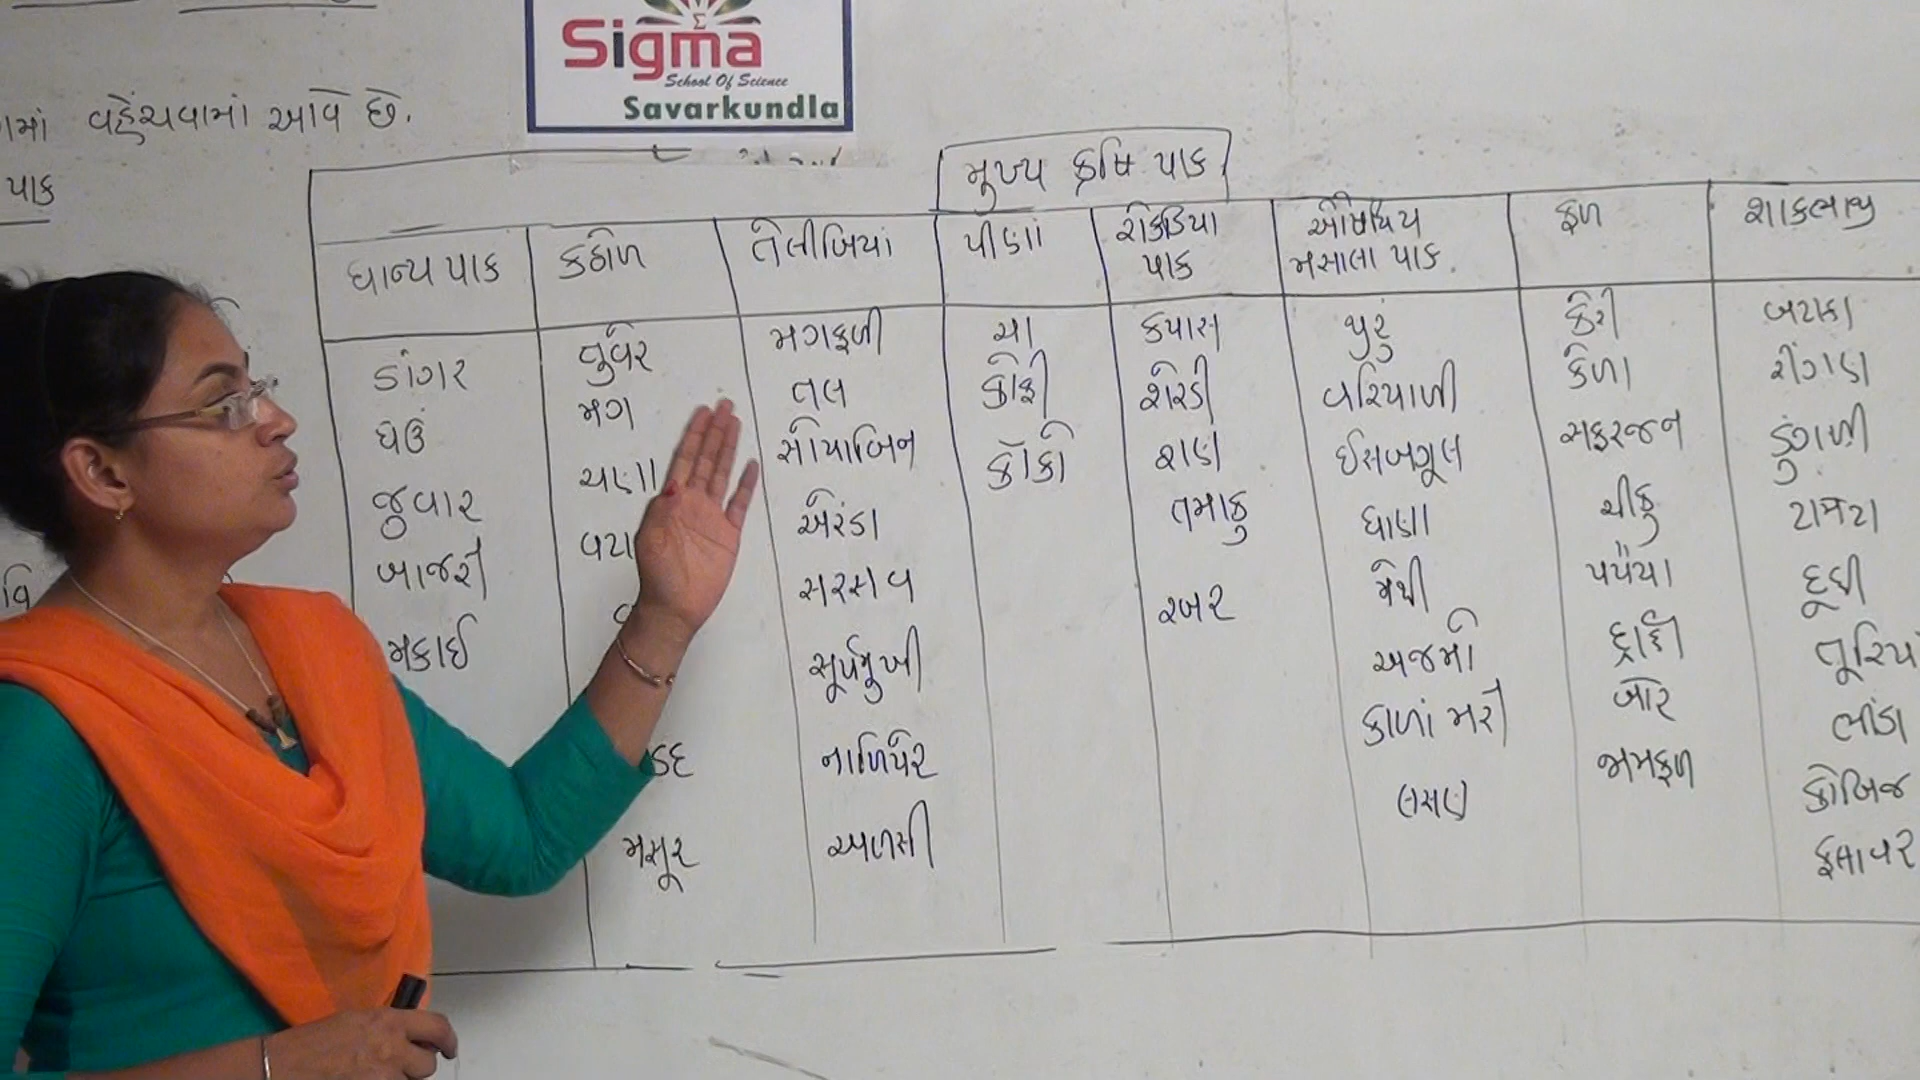 Sigma
School Of Science
Savarkundla
વહેંચવામાં આવે છે.
પાક
મુખ્ય કૃષિ પાક
ધાન્ય પાક
ડાંગર
ઘઉં
જુવાર
બાજરી
મકાઈ
કઠોળ
તુવેર
મગ
ચણા
મસૂર
તેલીબિયાં
મગફળી
તલ
સોયાબિન
એરંડા
સરસવ
સૂર્યમુખી
નાળિયેર
અળસી
પીણાં
ચા
કોફી
કૉકો
રોકડિયા
પાક
કપાસ
શેરડી
શણ
તમાકુ
રબર
ઔષધિય
મસાલા પાક
જીરું
વરિયાળી
ઈસબગૂલ
ધાણા
મેથી
અજમો
કાળાં મરી
લસણ
ફળ
કેરી
કેળા
સફરજન
ચીકુ
પપૈયા
દ્રાક્ષ
બોર
જામફળ
શાકભાજી
બટાકા
રીંગણ
ડુંગળી
ટામેટા
દૂધી
ભીંડા
કોબિજ
ફલાવર